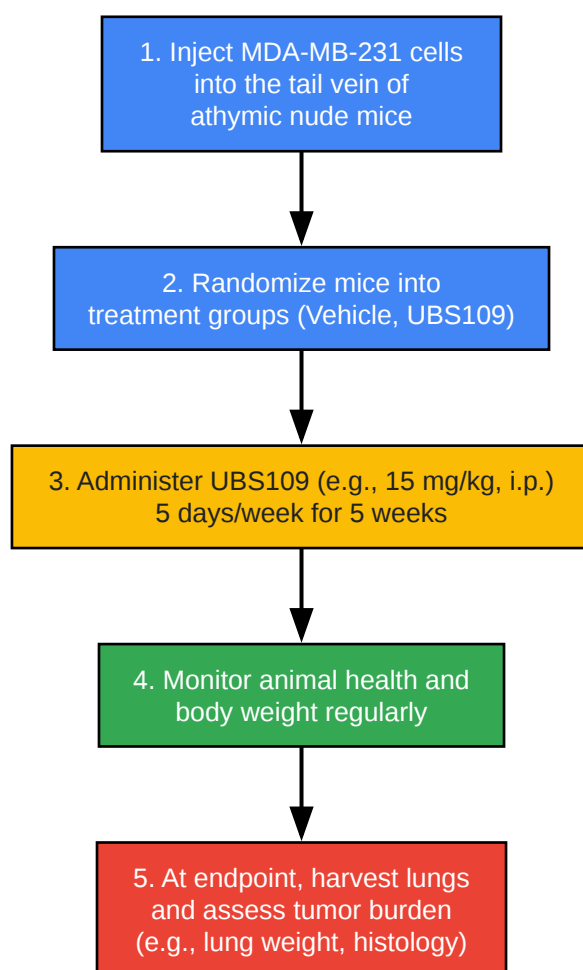 1. Inject MDA-MB-231 cells
into the tail vein of
athymic nude mice
2. Randomize mice into
treatment groups (Vehicle, UBS109)
3. Administer UBS109 (e.g., 15 mg/kg, i.p.)
5 days/week for 5 weeks
4. Monitor animal health and
body weight regularly
5. At endpoint, harvest lungs
and assess tumor burden
(e.g., lung weight, histology)